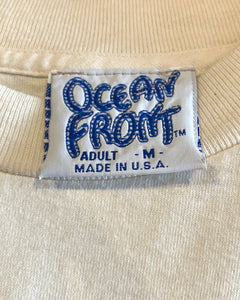 OCEAN
FRONT™
ADULT - M -
MADE IN U.S.A.